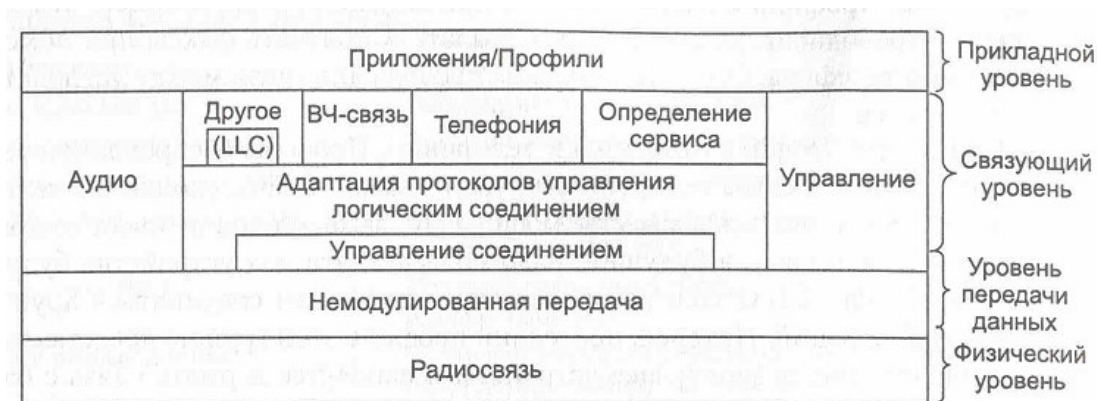 Приложения/Профили
Прикладной
уровень
Другое
(LLC)
ВЧ-связь
Телефония
Определение
сервиса
Аудио
Адаптация протоколов управления
логическим соединением
Управление
Связующий
уровень
Управление соединением
Немодулированная передача
Уровень
передачи
данных
Радиосвязь
Физический
уровень